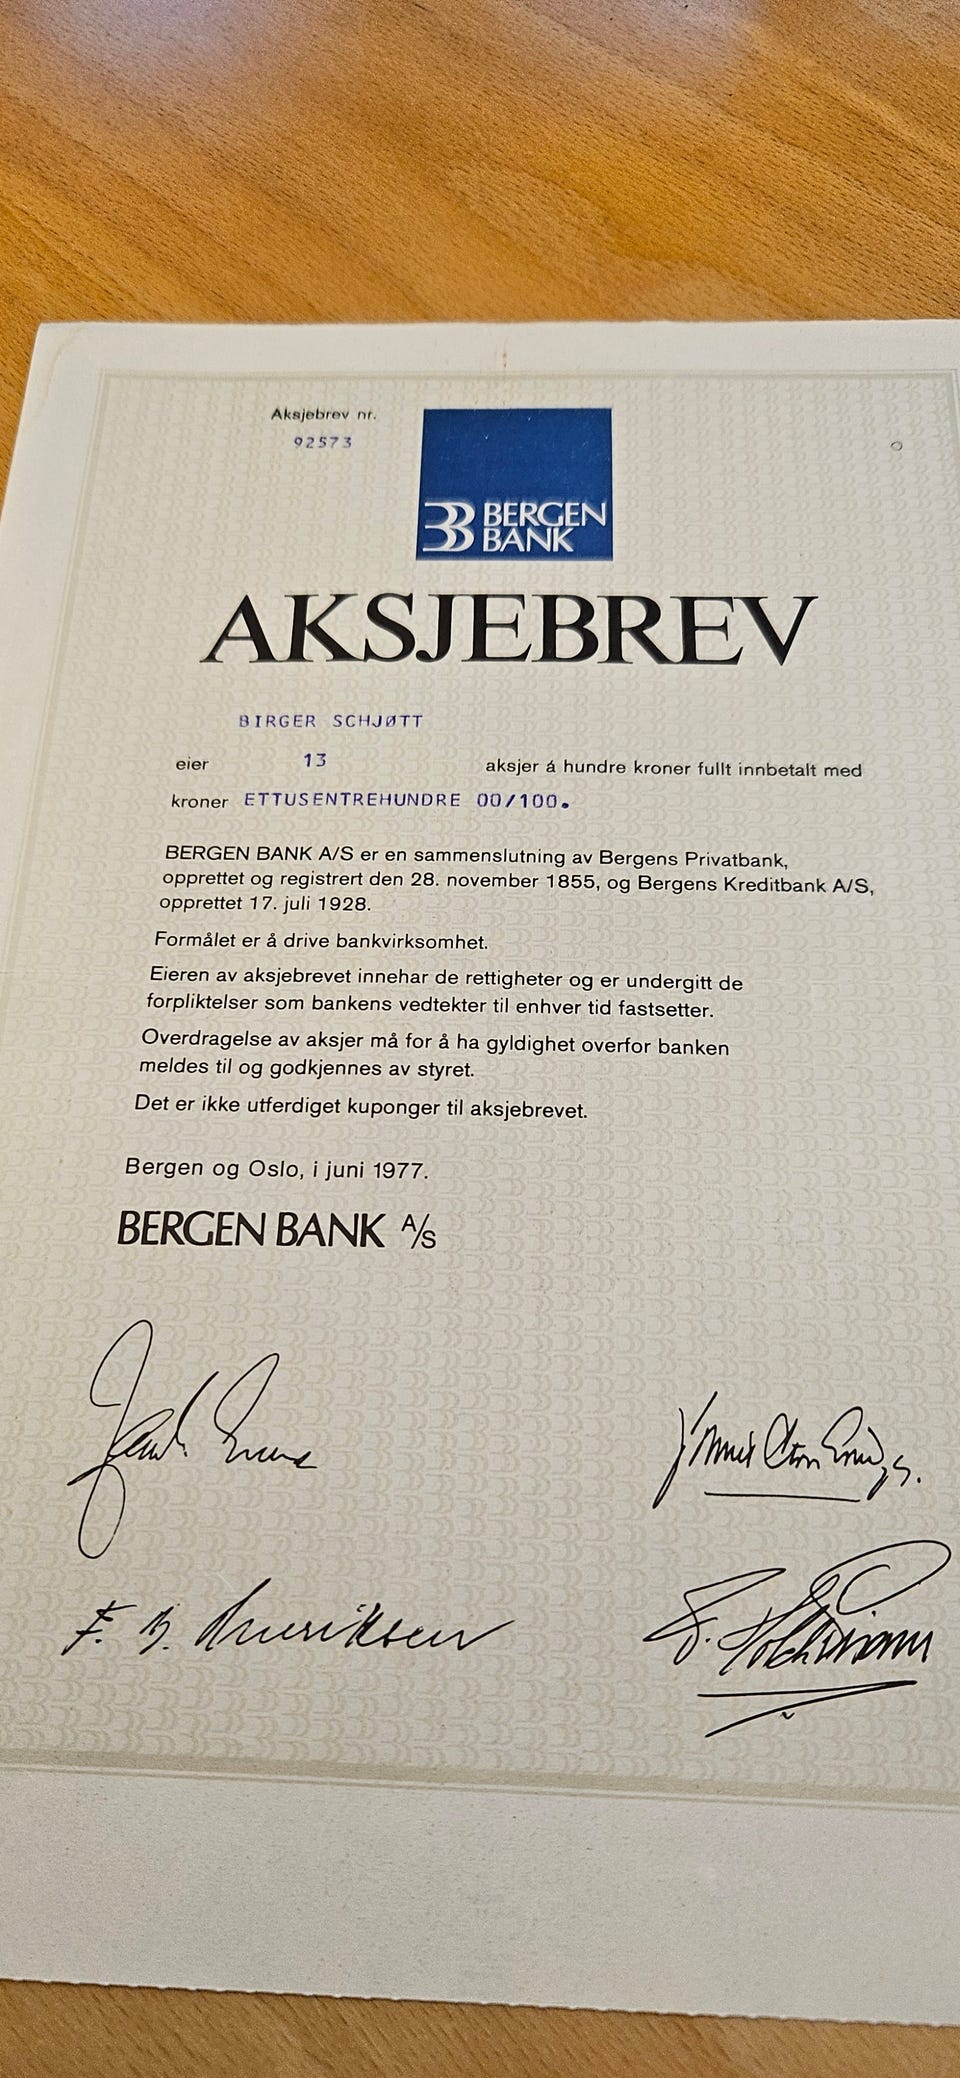 Aksjebrev nr.
92573
BERGEN
BANK
AKSJEBREV
BIRGER SCHJØTT
eier 13 aksjer á hundre kroner fullt innbetalt med
kroner ETTUSENTREHUNDRE 00/100.
BERGEN BANK A/S er en sammenslutning av Bergens Privatbank,
opprettet og registrert den 28. november 1855, og Bergens Kreditbank A/S,
opprettet 17. juli 1928.
Formålet er å drive bankvirksomhet.
Eieren av aksjebrevet innehar de rettigheter og er undergitt de
forpliktelser som bankens vedtekter til enhver tid fastsetter.
Overdragelse av aksjer må for å ha gyldighet overfor banken
meldes til og godkjennes av styret.
Det er ikke utferdiget kuponger til aksjebrevet.
Bergen og Oslo, i juni 1977.
BERGEN BANK A/S
F. B. Henriksen